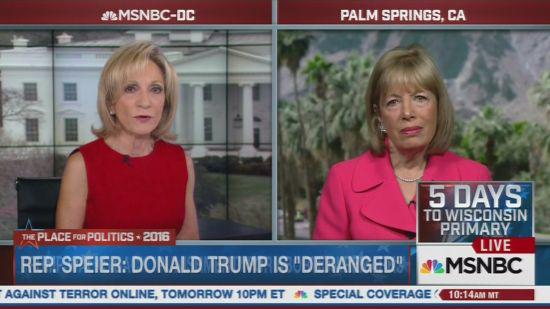 MSNBC-DC
PALM SPRINGS, CA
5 DAYS
TO WISCONSIN
PRIMARY
LIVE
THE PLACE FOR POLITICS 2016
REP. SPEIER: DONALD TRUMP IS "DERANGED"
MSNBC
AGAINST TERROR ONLINE, TOMORROW 10PM ET SPECIAL COVERAGE
10:14AM MT